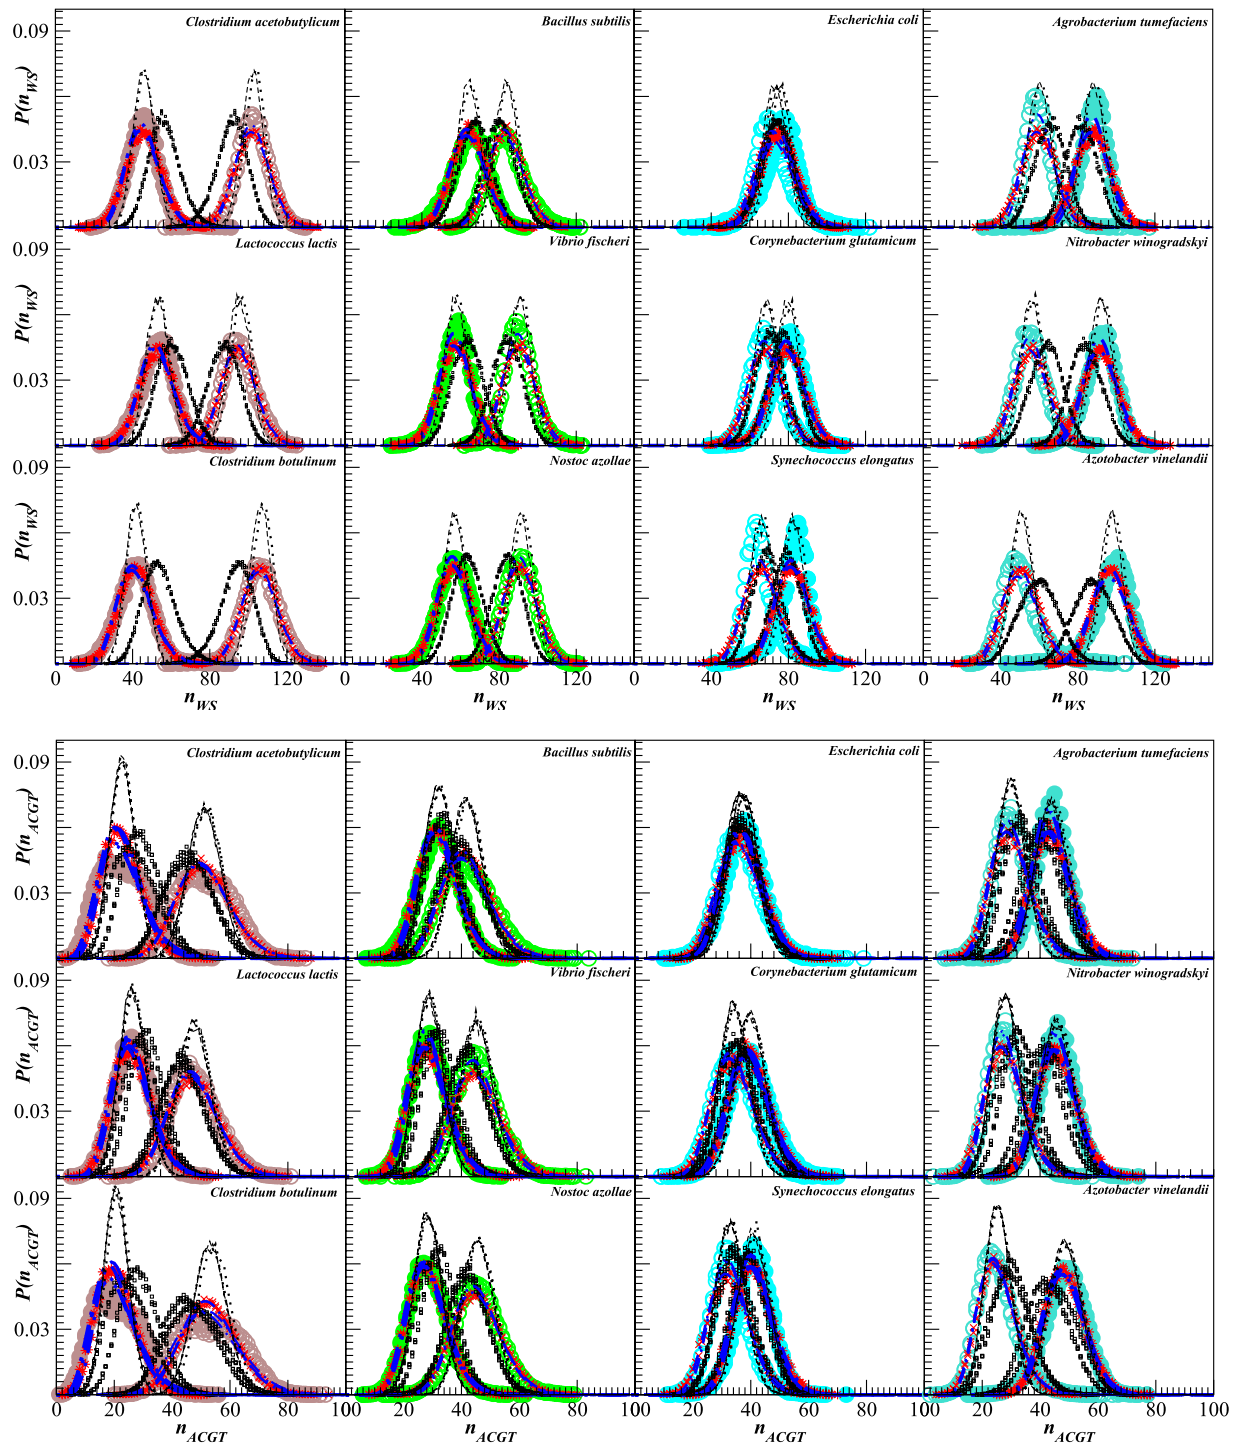 Clostridium acetobutylicum Bacillus subtilis Escherichia coli Agrobacterium tumefaciens
0.09
P(n_WS)
0.03
Lactococcus lactis Vibrio fischeri Corynebacterium glutamicum Nitrobacter winogradskyi
0.09
P(n_WS)
0.03
Clostridium botulinum Nostoc azollae Synechococcus elongatus Azotobacter vinelandii
0.09
P(n_WS)
0.03
0 40 80 120 0 40 80 120 0 40 80 120 0 40 80 120
n_WS n_WS n_WS n_WS
Clostridium acetobutylicum Bacillus subtilis Escherichia coli Agrobacterium tumefaciens
0.09
P(n_ACGT)
0.03
Lactococcus lactis Vibrio fischeri Corynebacterium glutamicum Nitrobacter winogradskyi
0.09
P(n_ACGT)
0.03
Clostridium botulinum Nostoc azollae Synechococcus elongatus Azotobacter vinelandii
0.09
P(n_ACGT)
0.03
0 20 40 60 80 100 20 40 60 80 100 20 40 60 80 100 20 40 60 80 100
n_ACGT n_ACGT n_ACGT n_ACGT